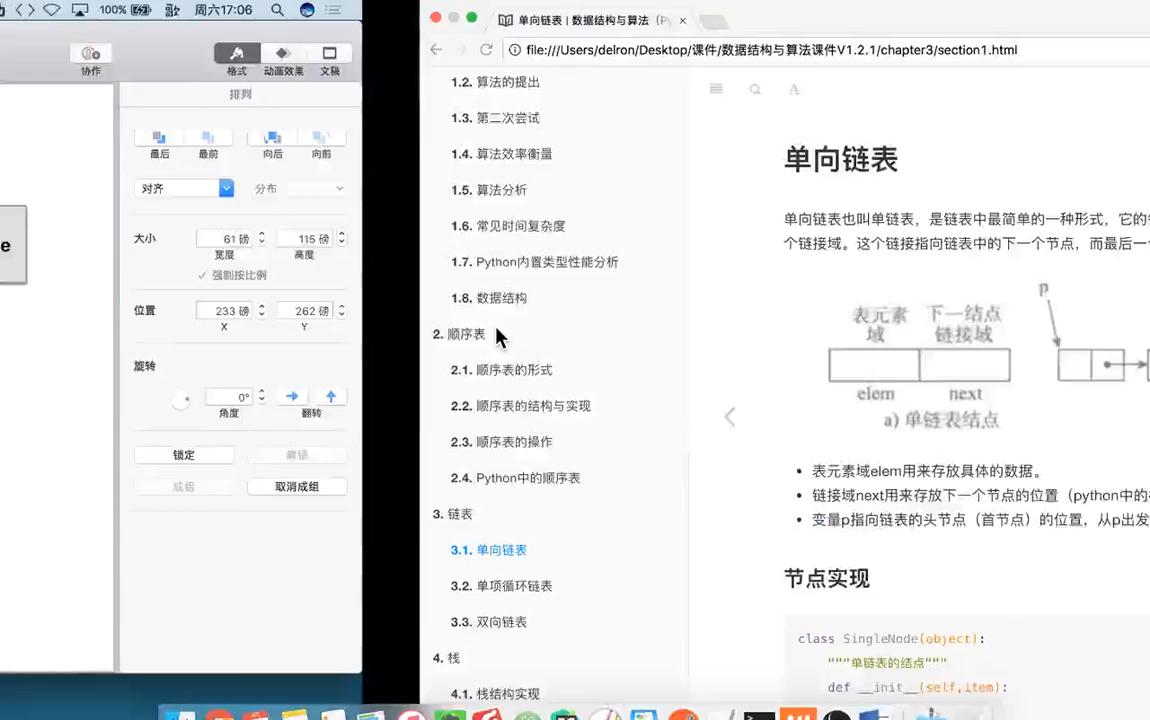 100%
周六17:06
协作
格式
动画效果
文稿
排列
最后
最前
向后
向前
对齐
分布
e
大小
61 磅
115 磅
宽度
高度
强制按比例
位置
233 磅
262 磅
X
Y
旋转
0°
角度
翻转
锁定
解锁
成组
取消成组
单向链表 | 数据结构与算法
file:///Users/delron/Desktop/课件/数据结构与算法课件V1.2.1/chapter3/section1.html
1.2. 算法的提出
1.3. 第二次尝试
1.4. 算法效率衡量
1.5. 算法分析
1.6. 常见时间复杂度
1.7. Python内置类型性能分析
1.8. 数据结构
2. 顺序表
2.1. 顺序表的形式
2.2. 顺序表的结构与实现
2.3. 顺序表的操作
2.4. Python中的顺序表
3. 链表
3.1. 单向链表
3.2. 单项循环链表
3.3. 双向链表
4. 栈
4.1. 栈结构实现
A
单向链表
单向链表也叫单链表，是链表中最简单的一种形式，它的
个链接域。这个链接指向链表中的下一个节点，而最后一
表元素域
下一结点链接域
p
elem
next
a) 单链表结点
• 表元素域elem用来存放具体的数据。
• 链接域next用来存放下一个节点的位置（python中的
• 变量p指向链表的头节点（首节点）的位置，从p出发
节点实现
class SingleNode(object):
"""单链表的结点"""
def __init__(self,item):